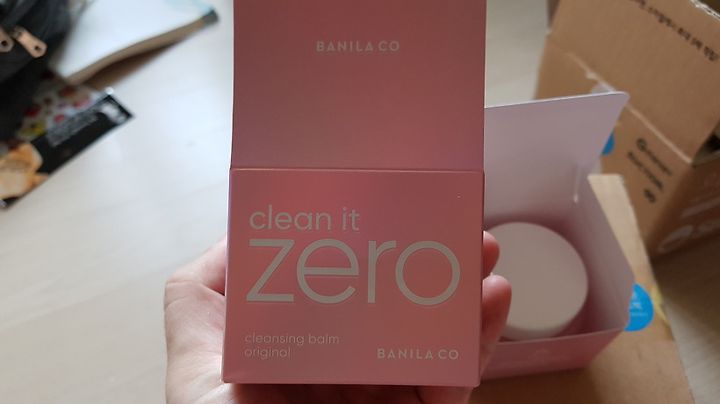 BANILA CO
clean it
zero
cleansing balm
original
BANILA CO